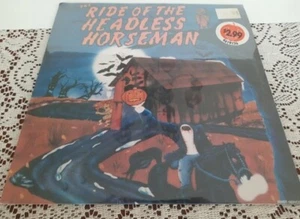 "RIDE OF THE
HEADLESS
HORSEMAN
$2.99